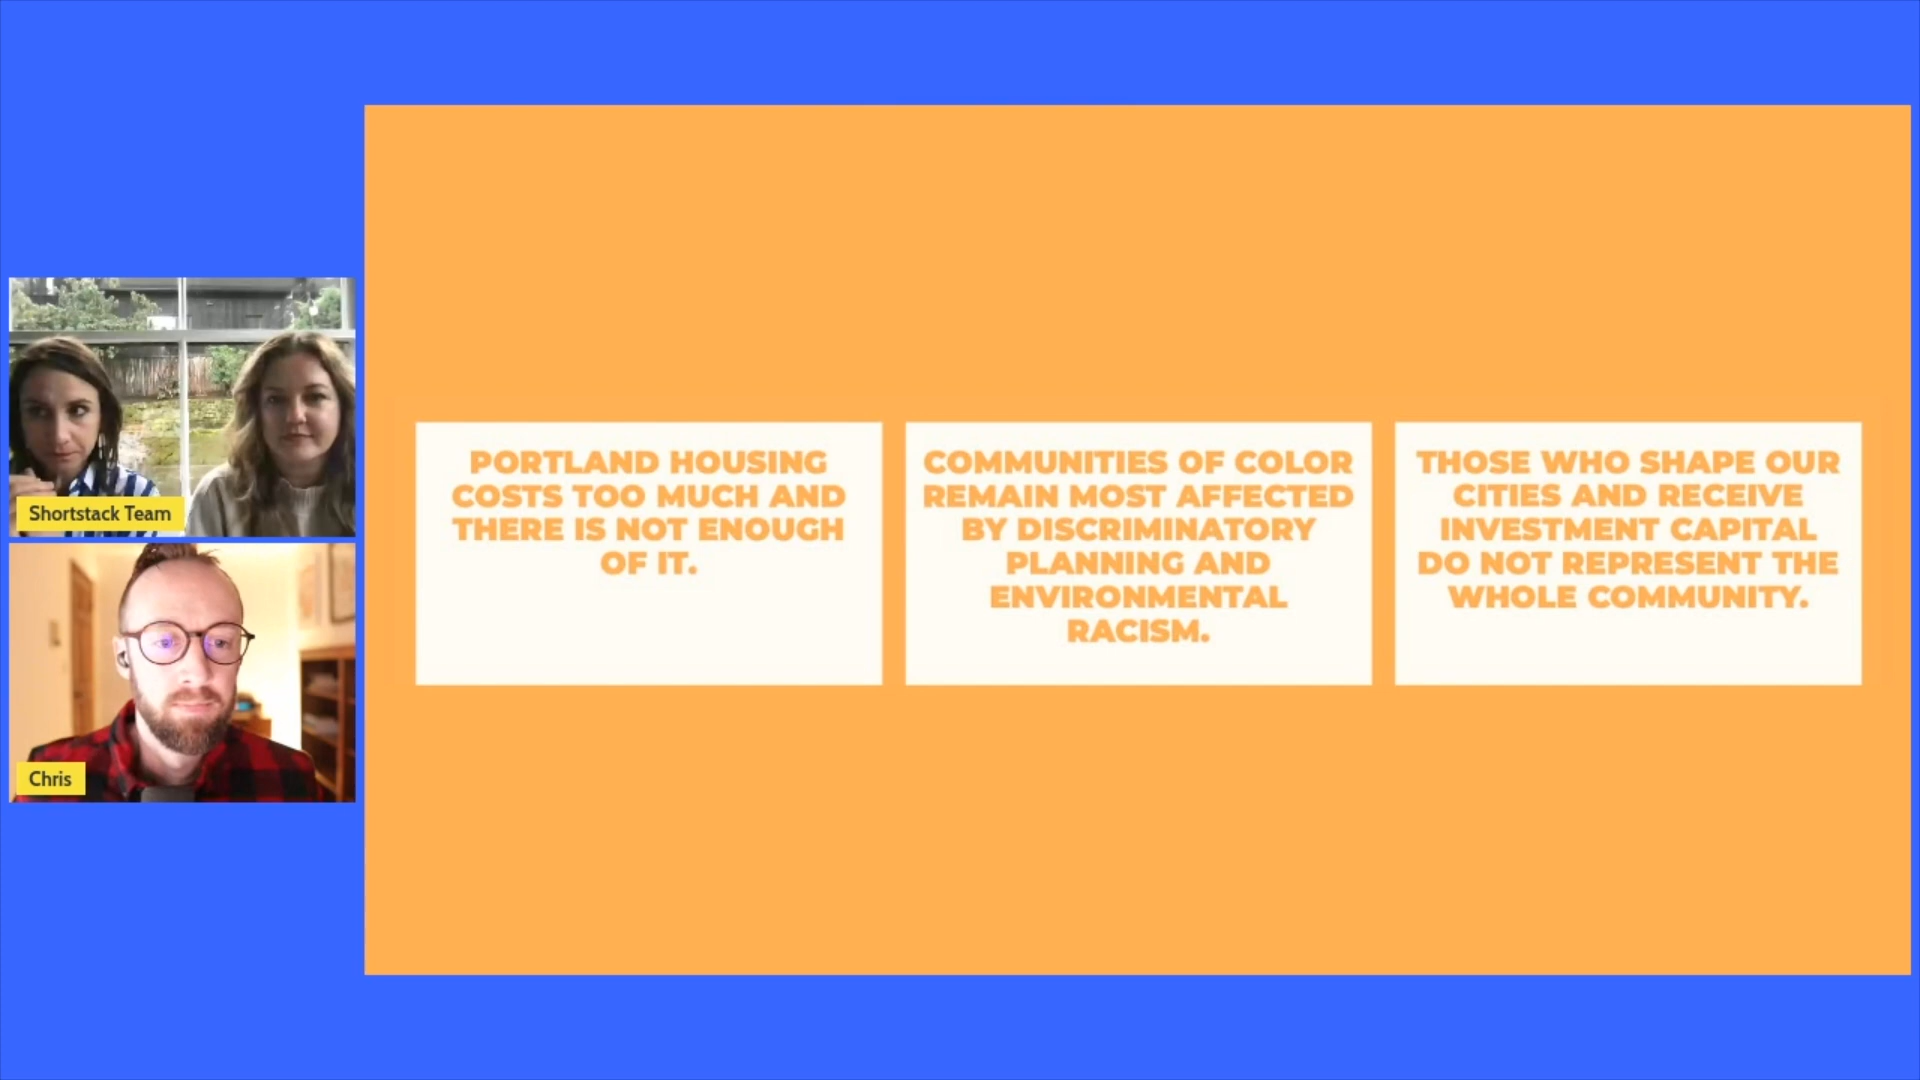 Shortstack Team
Chris
PORTLAND HOUSING
COSTS TOO MUCH AND
THERE IS NOT ENOUGH
OF IT.
COMMUNITIES OF COLOR
REMAIN MOST AFFECTED
BY DISCRIMINATORY
PLANNING AND
ENVIRONMENTAL
RACISM.
THOSE WHO SHAPE OUR
CITIES AND RECEIVE
INVESTMENT CAPITAL
DO NOT REPRESENT THE
WHOLE COMMUNITY.